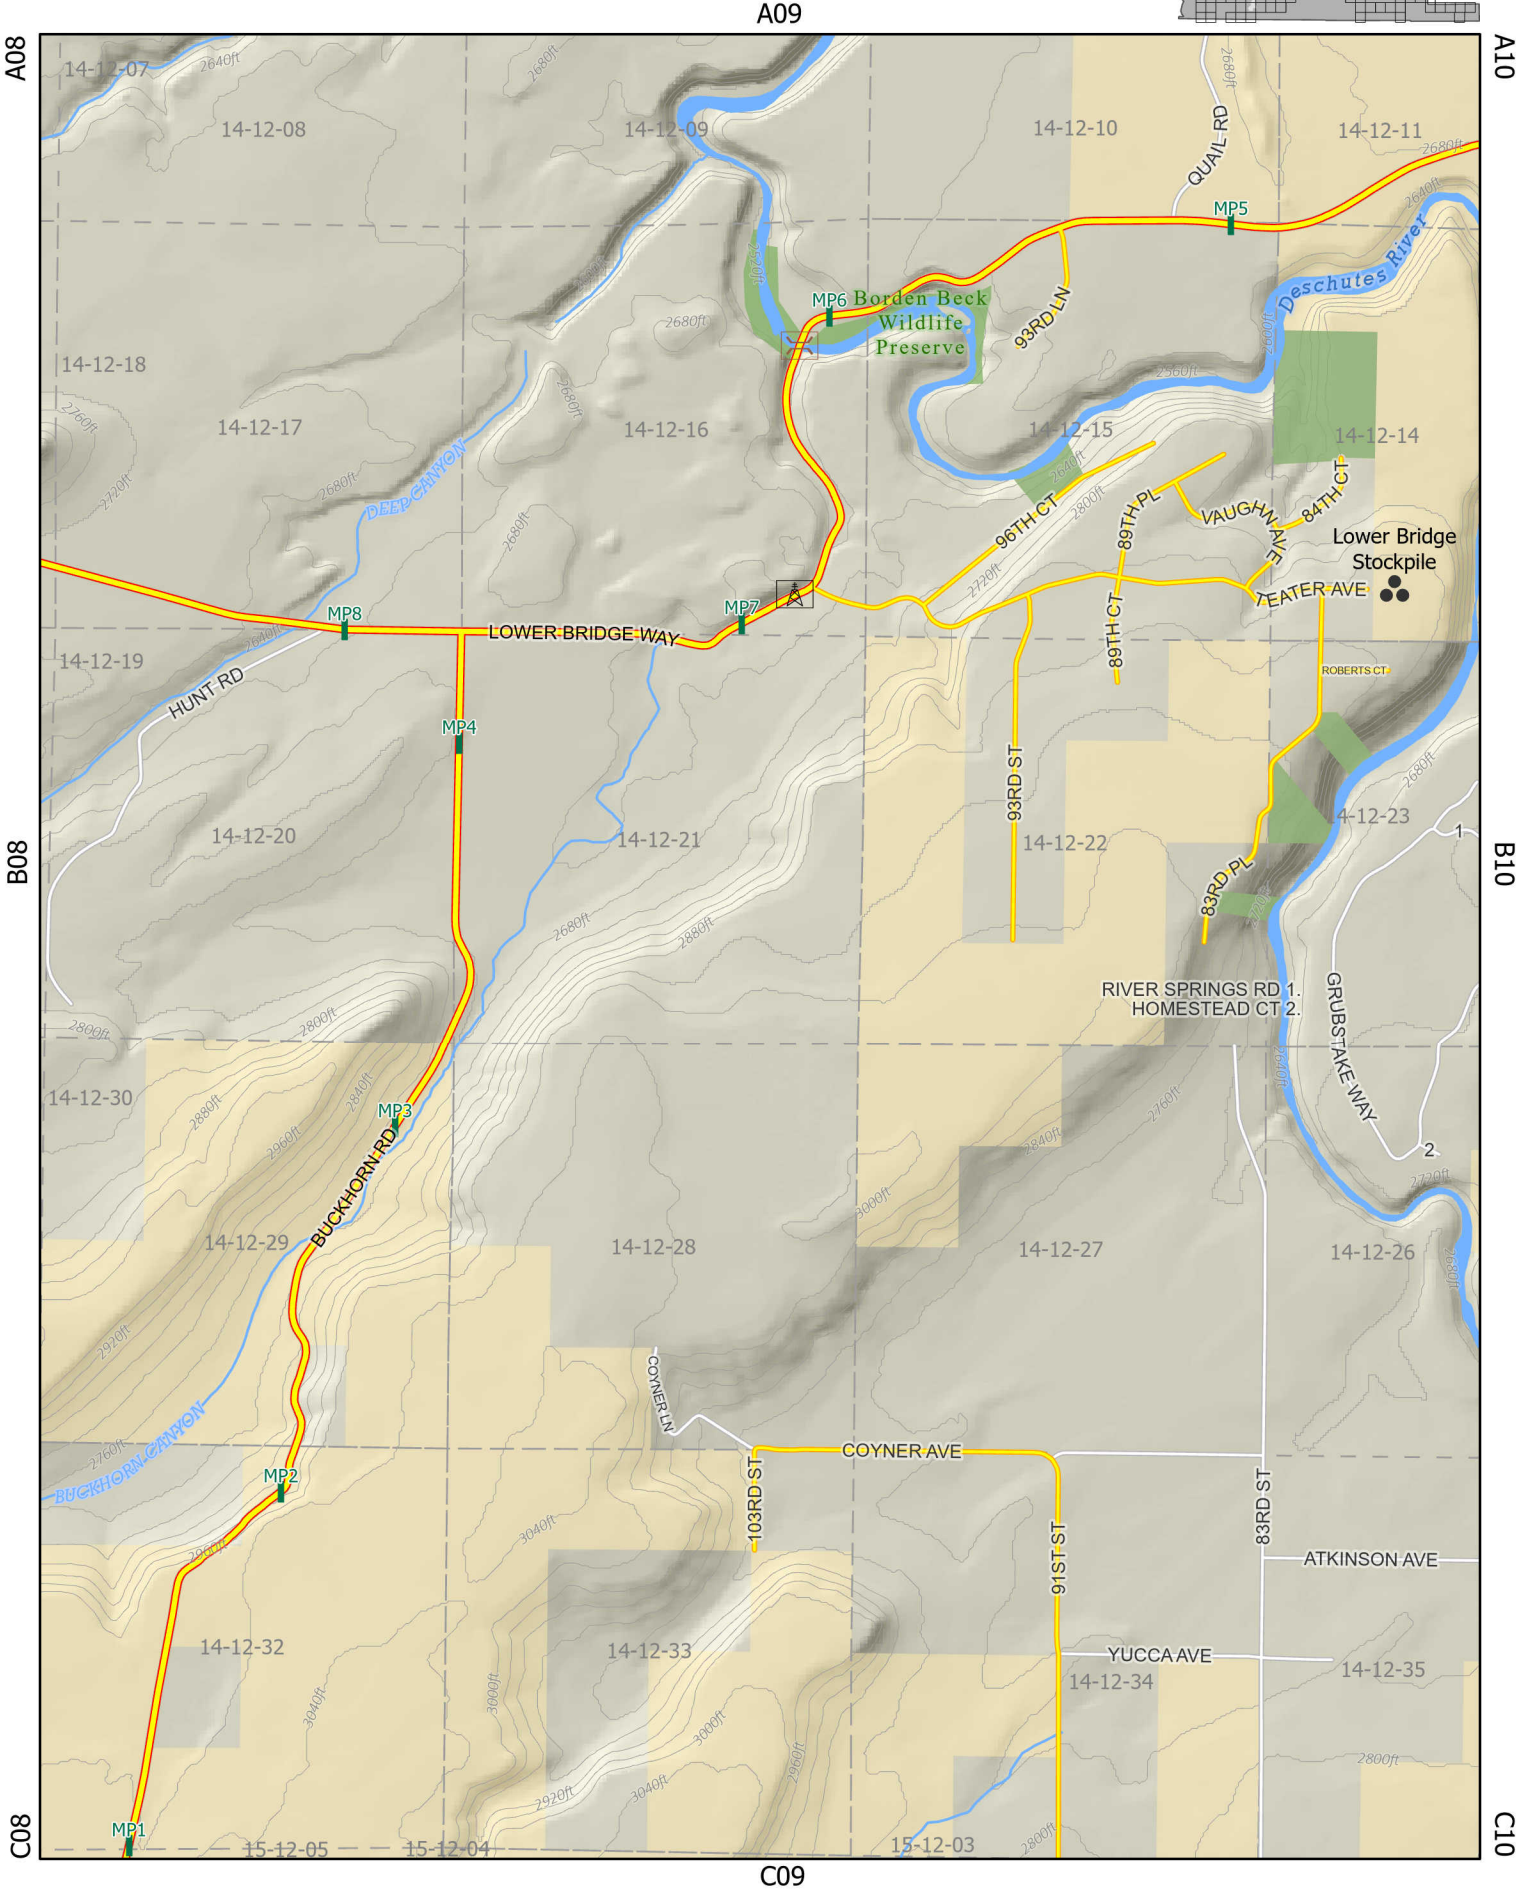 A09
A08
A10
14-12-07
2640ft
2680ft
2680ft
14-12-08
14-12-09
14-12-10
14-12-11
QUAIL RD
2680ft
MP5
2640ft
Deschutes River
2520ft
MP6
Borden Beck
Wildlife
Preserve
93RD LN
2680ft
2600ft
14-12-18
2560ft
2680ft
2760ft
14-12-17
14-12-16
14-12-15
14-12-14
2640ft
2720ft
2680ft
DEEP CANYON
2800ft
96TH CT
89TH PL
VAUGHN AVE
84TH CT
2680ft
Lower Bridge
Stockpile
2720ft
TEATER AVE
MP8
MP7
LOWER BRIDGE WAY
2640ft
89TH CT
14-12-19
ROBERTS CT
HUNT RD
MP4
2680ft
93RD ST
14-12-20
14-12-21
14-12-22
14-12-23
1
B08
B10
83RD PL
2720ft
2680ft
2880ft
RIVER SPRINGS RD 1.
HOMESTEAD CT 2.
GRUBSTAKE WAY
2800ft
2800ft
2640ft
14-12-30
2840ft
2880ft
MP3
2760ft
2960ft
2840ft
BUCKHORN RD
2
2720ft
3000ft
14-12-29
14-12-28
14-12-27
14-12-26
2680ft
2920ft
COYNER LN
BUCKHORN CANYON
2760ft
COYNER AVE
MP2
103RD ST
83RD ST
3040ft
91ST ST
2960ft
ATKINSON AVE
14-12-32
14-12-33
YUCCA AVE
14-12-34
14-12-35
3000ft
3040ft
3000ft
2960ft
2800ft
2920ft
3040ft
MP1
15-12-05
15-12-04
15-12-03
2800ft
C08
C10
C09